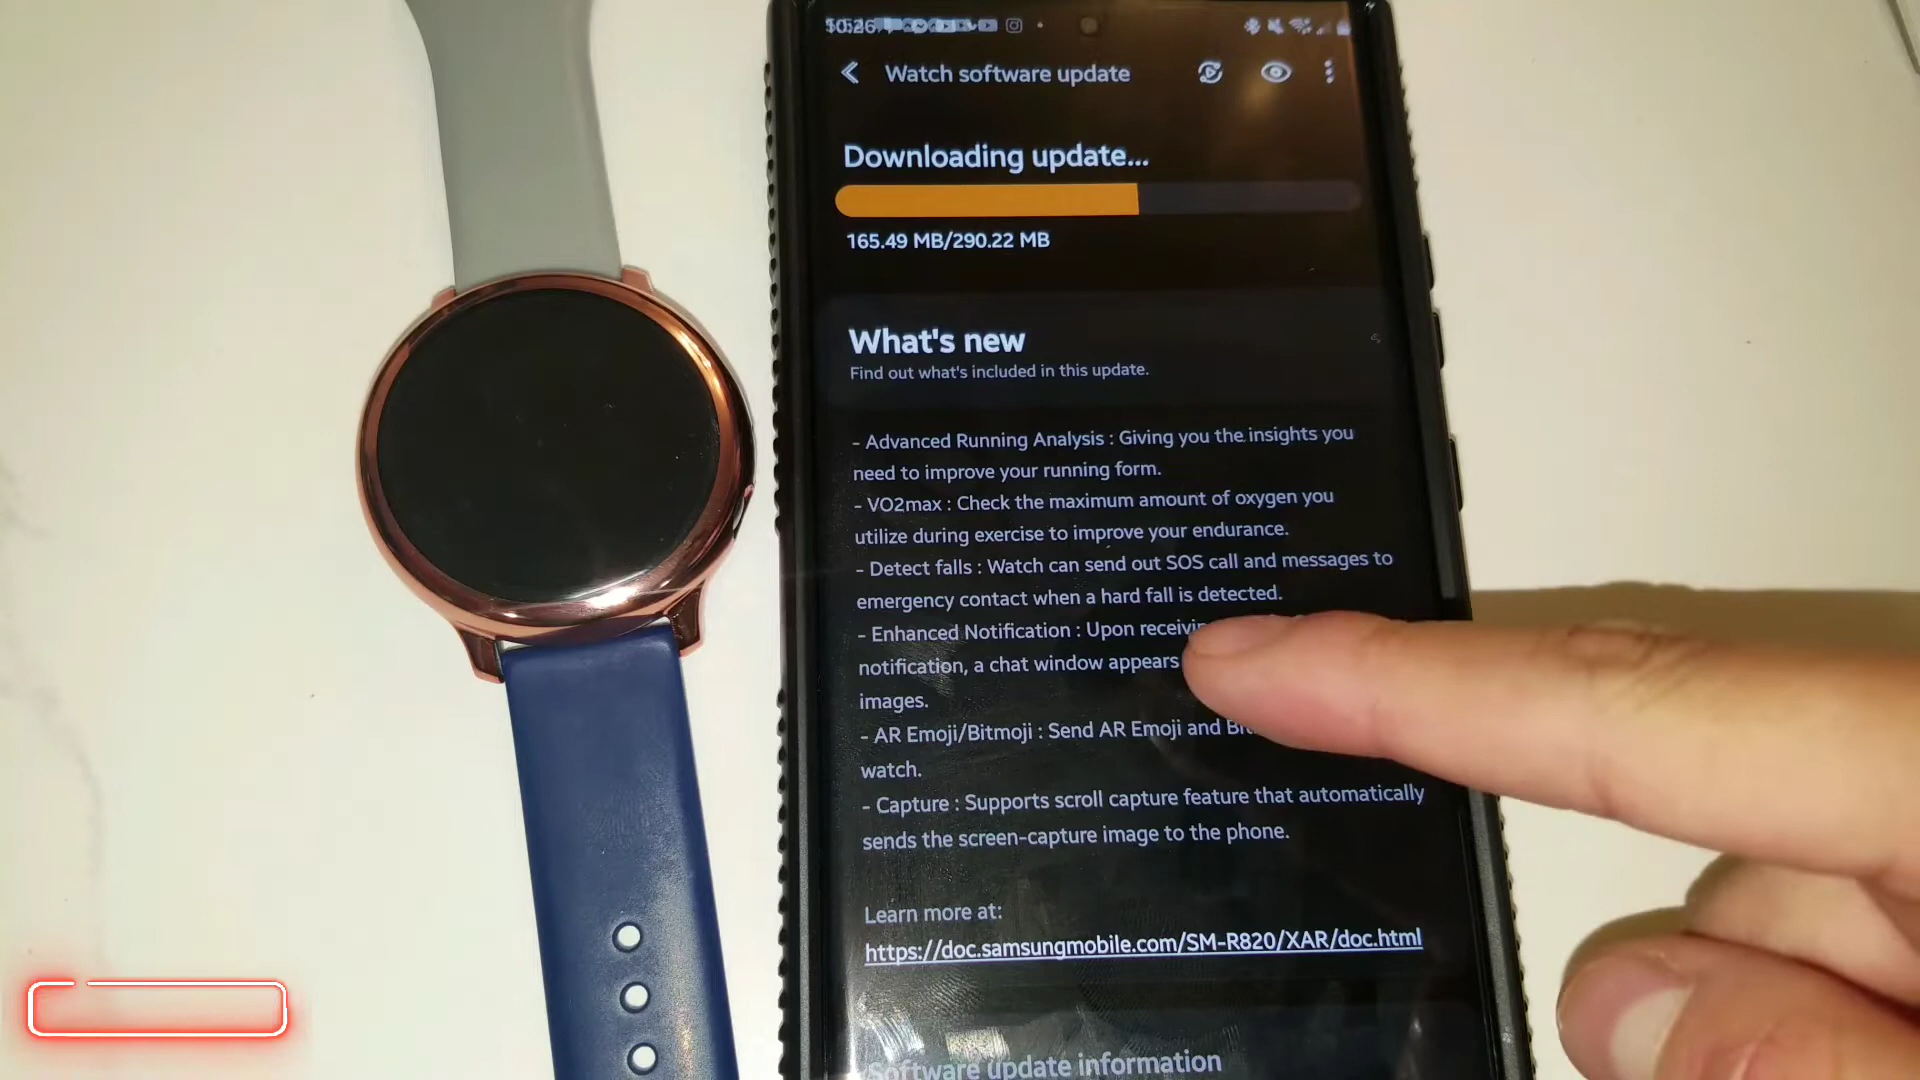 Watch software update
Downloading update...
165.49 MB/290.22 MB
What's new
Find out what's included in this update.
- Advanced Running Analysis : Giving you the insights you
need to improve your running form.
- VO2max : Check the maximum amount of oxygen you
utilize during exercise to improve your endurance.
- Detect falls : Watch can send out SOS call and messages to
emergency contact when a hard fall is detected.
- Enhanced Notification : Upon
notification, a chat window appears
images.
- AR Emoji/Bitmoji : Send AR Emoji and
watch.
- Capture : Supports scroll capture feature that automatically
sends the screen-capture image to the phone.
Learn more at:
https://doc.samsungmobile.com/SM-R820/XAR/doc.html
Software update information